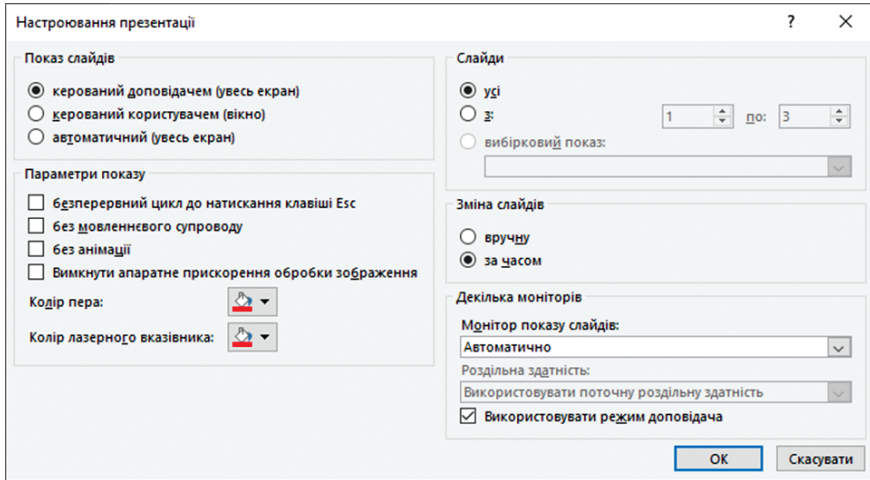 Настроювання презентації
Показ слайдів
керований доповідачем (увесь екран)
керований користувачем (вікно)
автоматичний (увесь екран)
Параметри показу
безперервний цикл до натискання клавіші Esc
без мовленнєвого супроводу
без анімації
Вимкнути апаратне прискорення обробки зображення
Колір пера:
Колір лазерного вказівника:
Слайди
усі
з: 1 по: 3
вибірковий показ:
Зміна слайдів
вручну
за часом
Декілька моніторів
Монітор показу слайдів:
Автоматично
Роздільна здатність:
Використовувати поточну роздільну здатність
Використовувати режим доповідача
ОК Скасувати